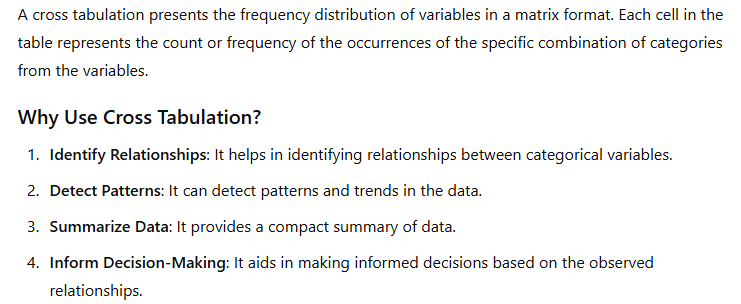 A cross tabulation presents the frequency distribution of variables in a matrix format. Each cell in the
table represents the count or frequency of the occurrences of the specific combination of categories
from the variables.
Why Use Cross Tabulation?
1. Identify Relationships: It helps in identifying relationships between categorical variables.
2. Detect Patterns: It can detect patterns and trends in the data.
3. Summarize Data: It provides a compact summary of data.
4. Inform Decision-Making: It aids in making informed decisions based on the observed
relationships.